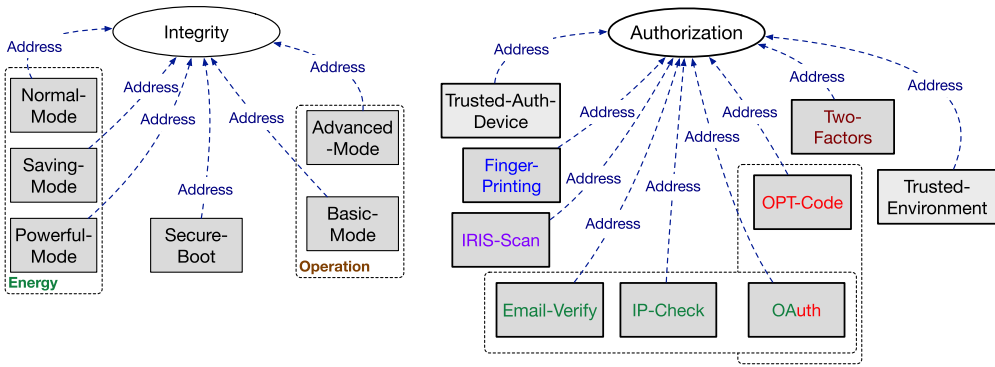 Integrity
Address
Address
Address
Address
Address
Address
Normal-
Mode
Saving-
Mode
Powerful-
Mode
Energy
Secure-
Boot
Advanced
-Mode
Basic-
Mode
Operation
Authorization
Address
Address
Address
Address
Address
Address
Address
Address
Address
Trusted-Auth-
Device
Finger-
Printing
IRIS-Scan
Two-
Factors
OPT-Code
Trusted-
Environment
Email-Verify
IP-Check
OAuth